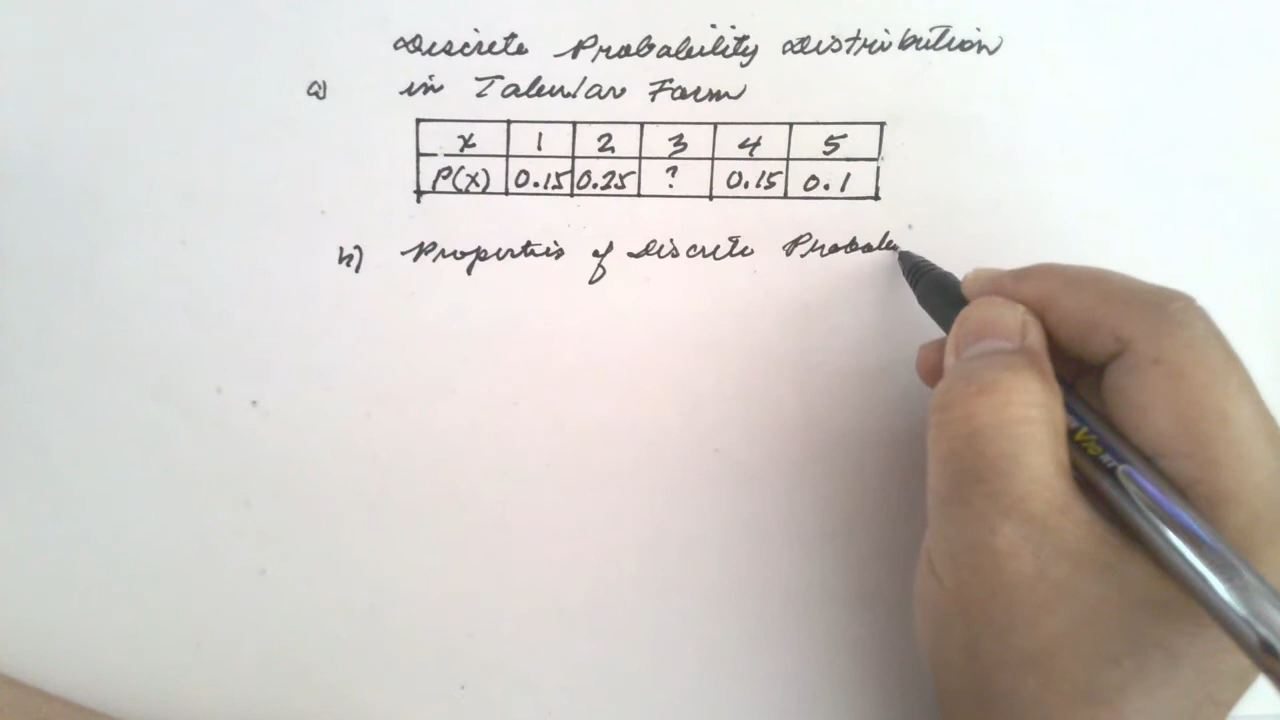 Discrete Probability Distribution
a) in Tabular Form
x 1 2 3 4 5
P(x) 0.15 0.25 ? 0.15 0.1
b) Properties of Discrete Probab